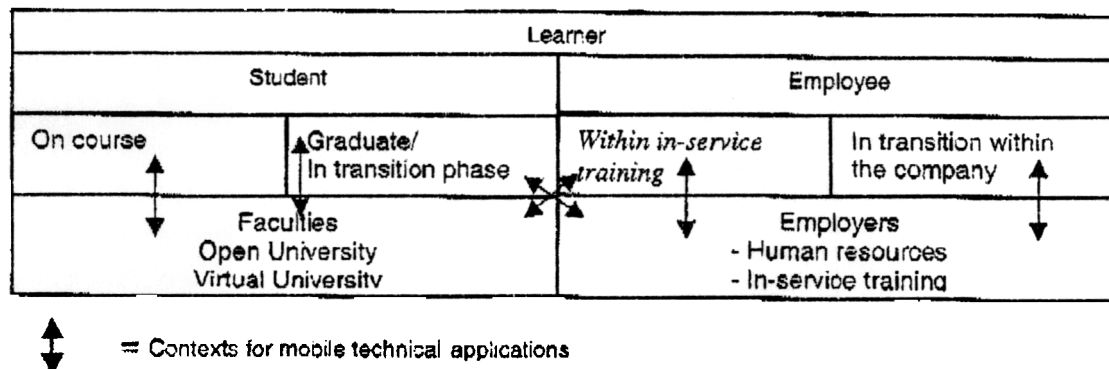 Learner
Student
Employee
On course
Graduate/
In transition phase
Within in-service
training
In transition within
the company
Faculties
Open University
Virtual University
Employers
- Human resources
- In-service training
= Contexts for mobile technical applications